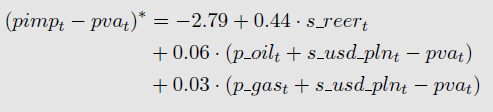 (pimp_t − pva_t)* = −2.79 + 0.44 · s_reer_t
+ 0.06 · (p_oil_t + s_usd_pln_t − pva_t)
+ 0.03 · (p_gas_t + s_usd_pln_t − pva_t)